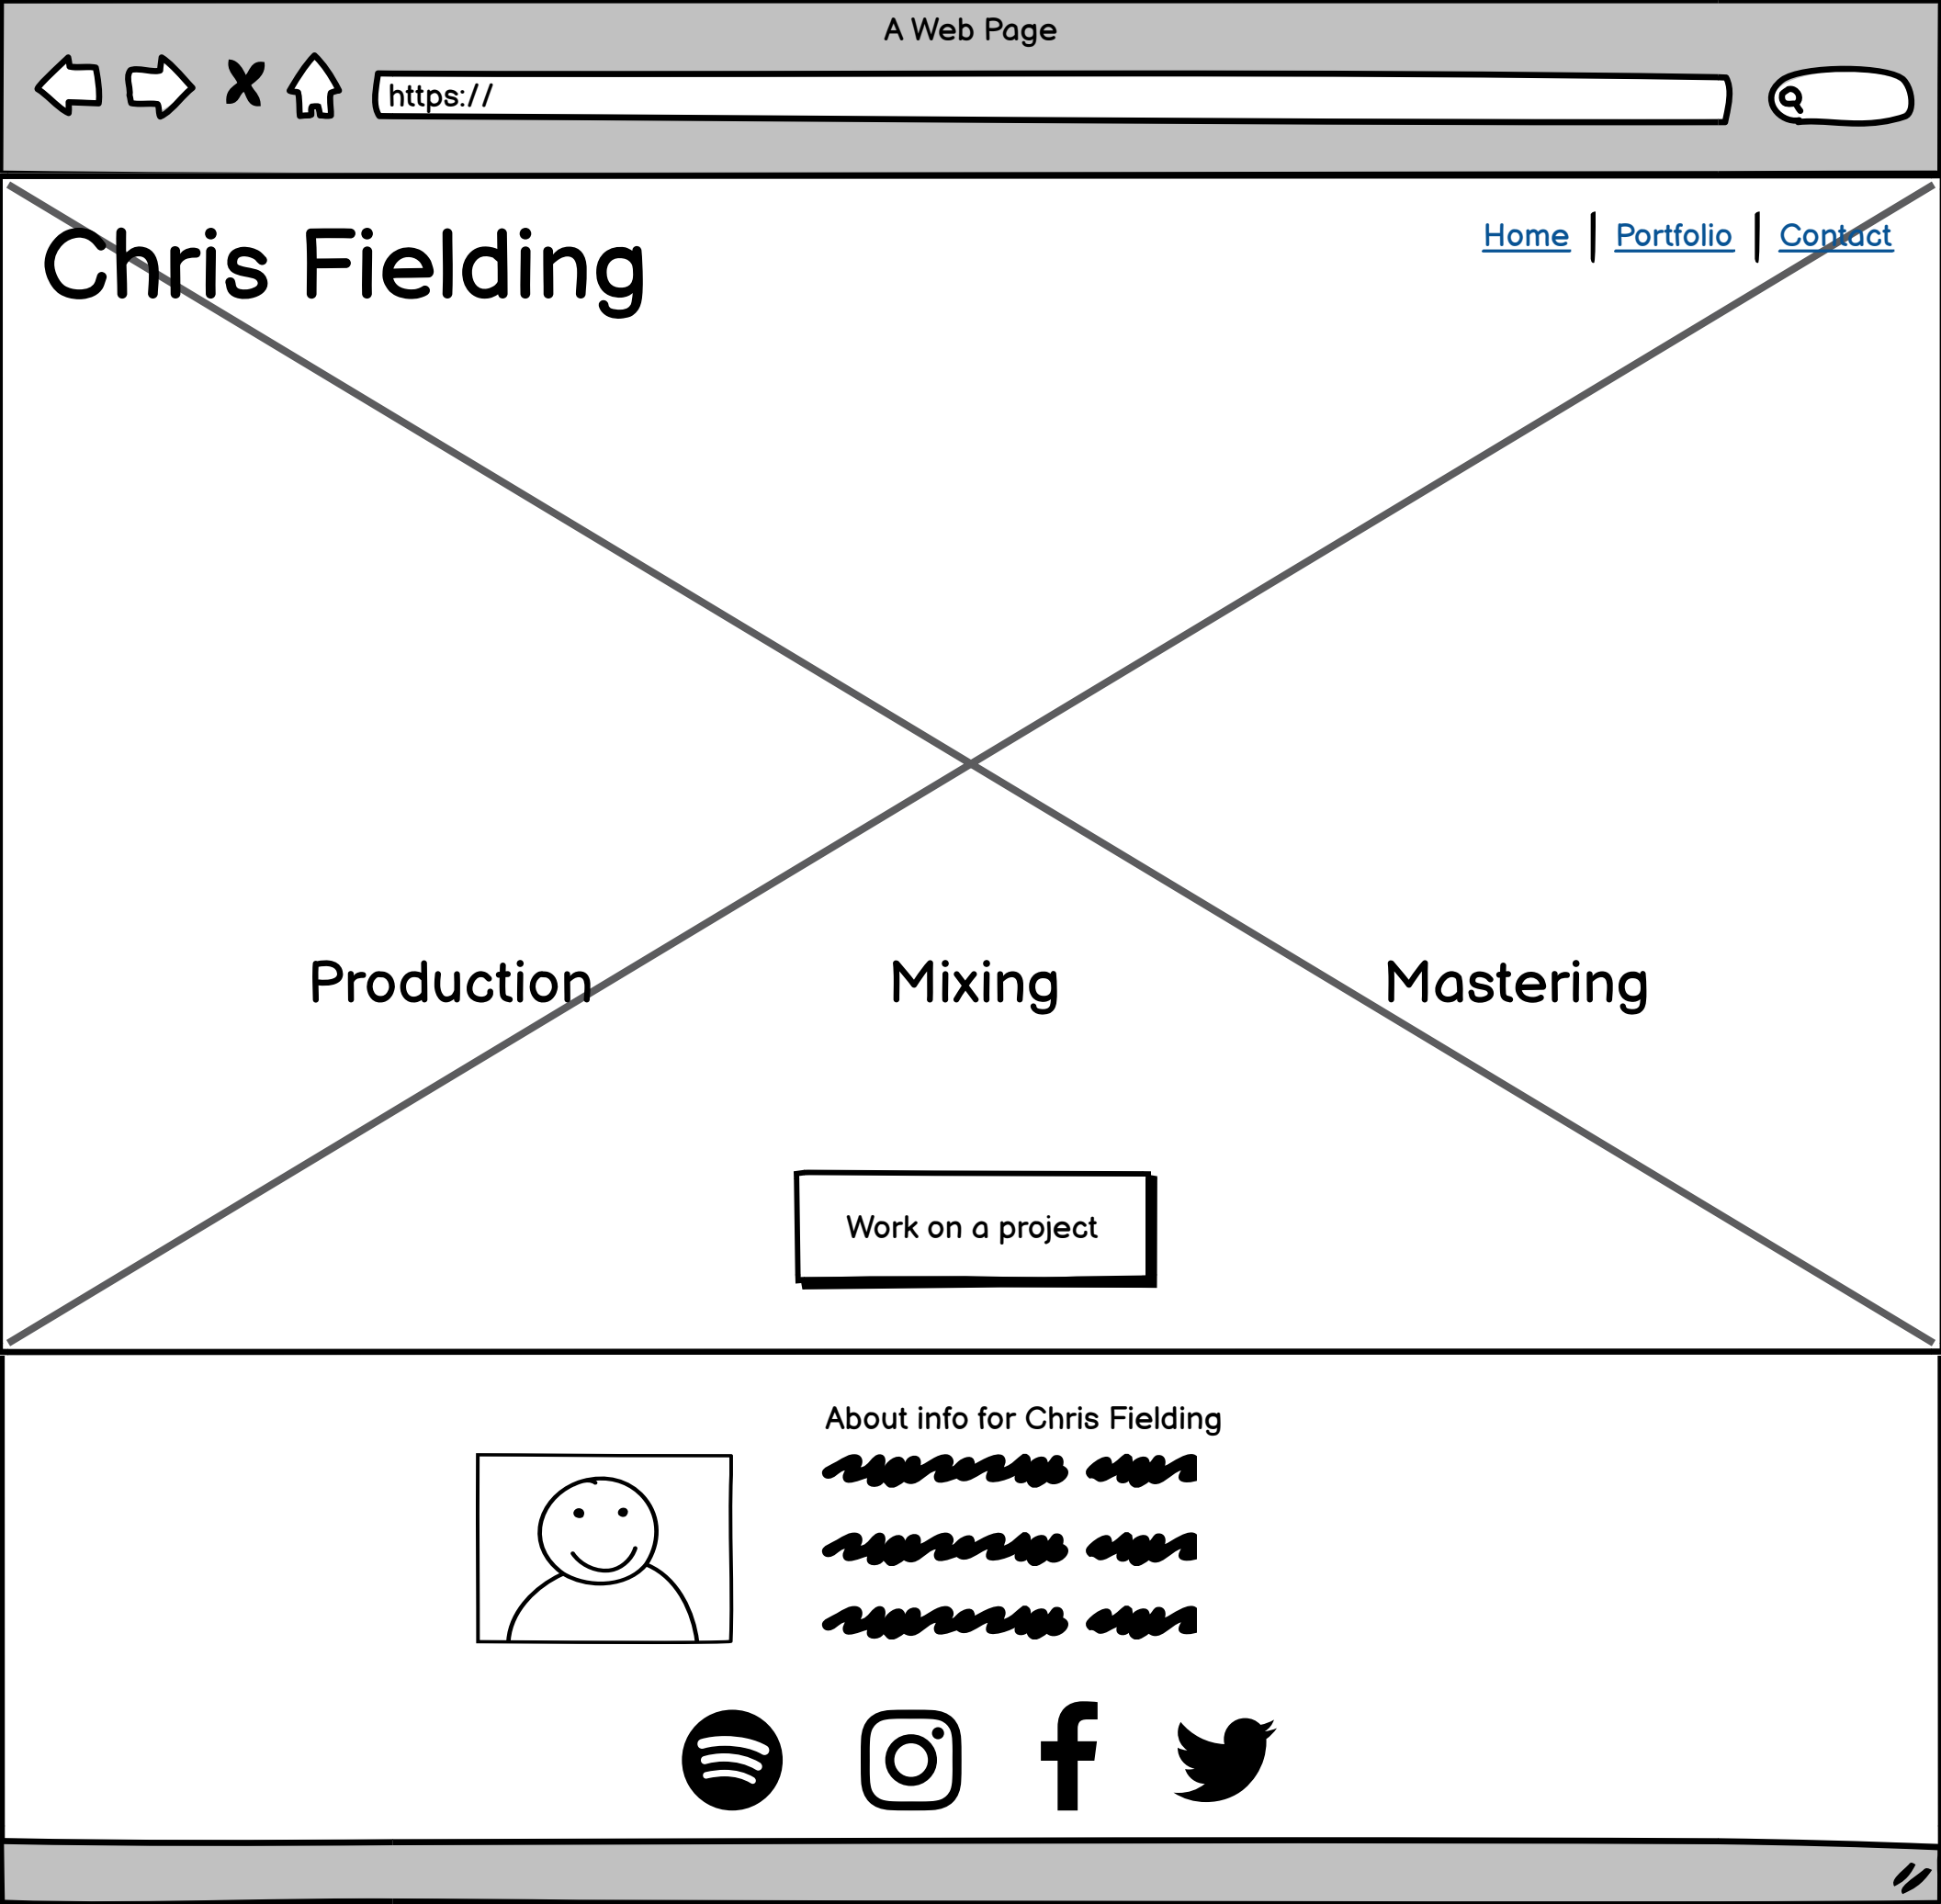 A Web Page
https://
Chris Fielding
Home | Portfolio | Contact
Production Mixing Mastering
Work on a project
About info for Chris Fielding